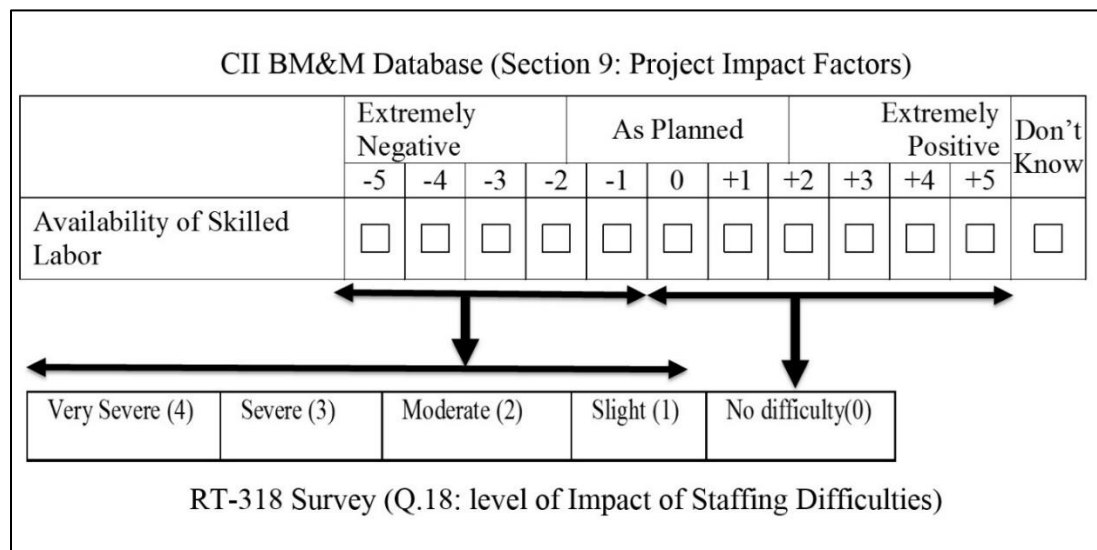 CII BM&M Database (Section 9: Project Impact Factors)
Extremely Negative As Planned Extremely Positive Don't Know
-5 -4 -3 -2 -1 0 +1 +2 +3 +4 +5
Availability of Skilled
Labor
Very Severe (4) Severe (3) Moderate (2) Slight (1) No difficulty(0)
RT-318 Survey (Q.18: level of Impact of Staffing Difficulties)